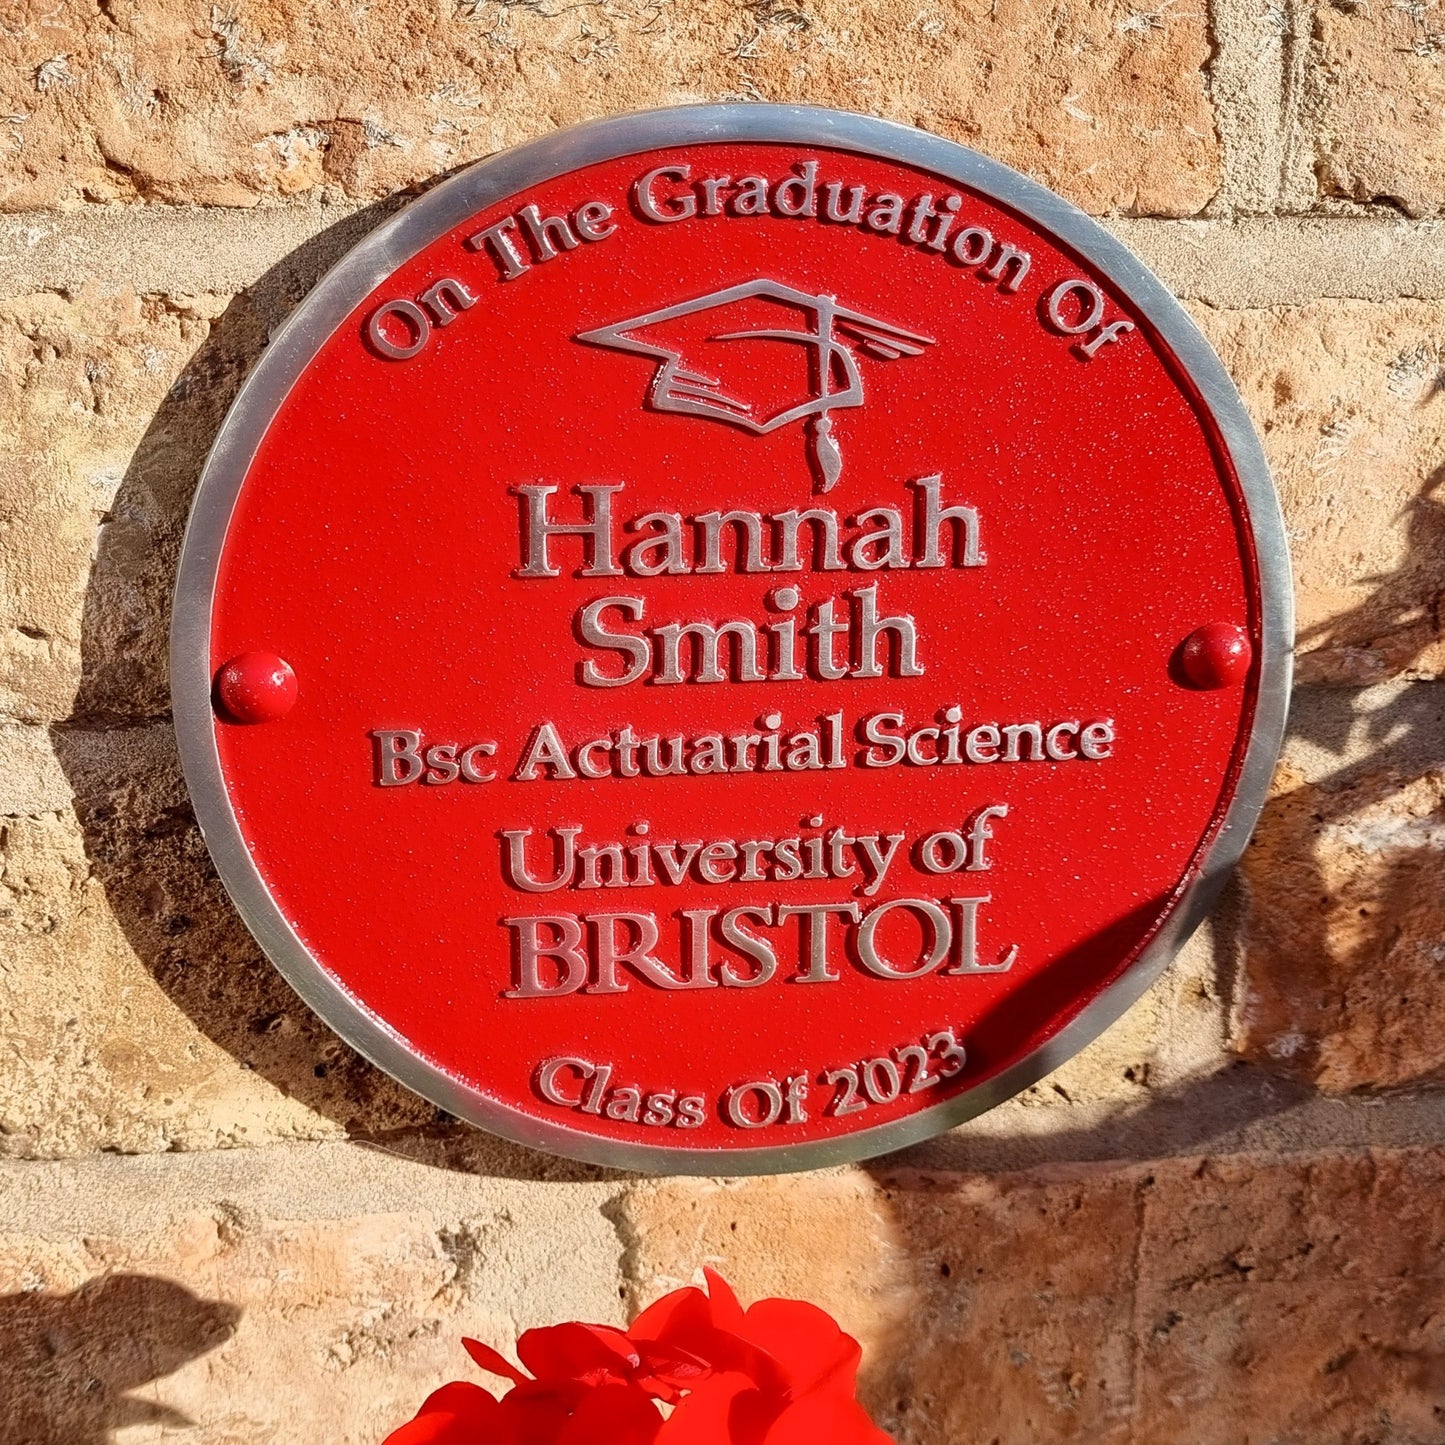 On The Graduation Of
Hannah
Smith
Bsc Actuarial Science
University of
BRISTOL
Class Of 2023